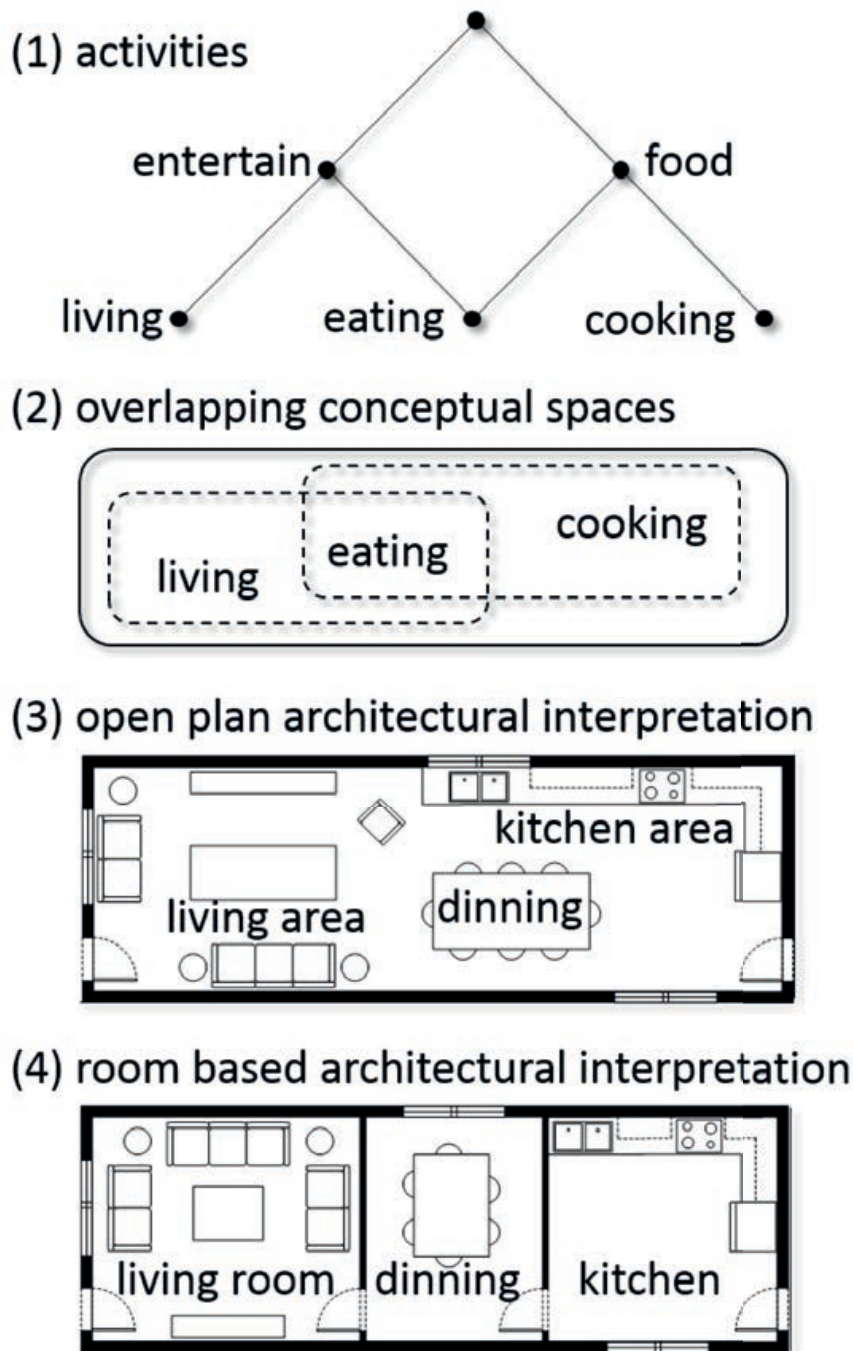 (1) activities
entertain
food
living
eating
cooking
(2) overlapping conceptual spaces
living
eating
cooking
(3) open plan architectural interpretation
kitchen area
living area
dinning
(4) room based architectural interpretation
living room
dinning
kitchen